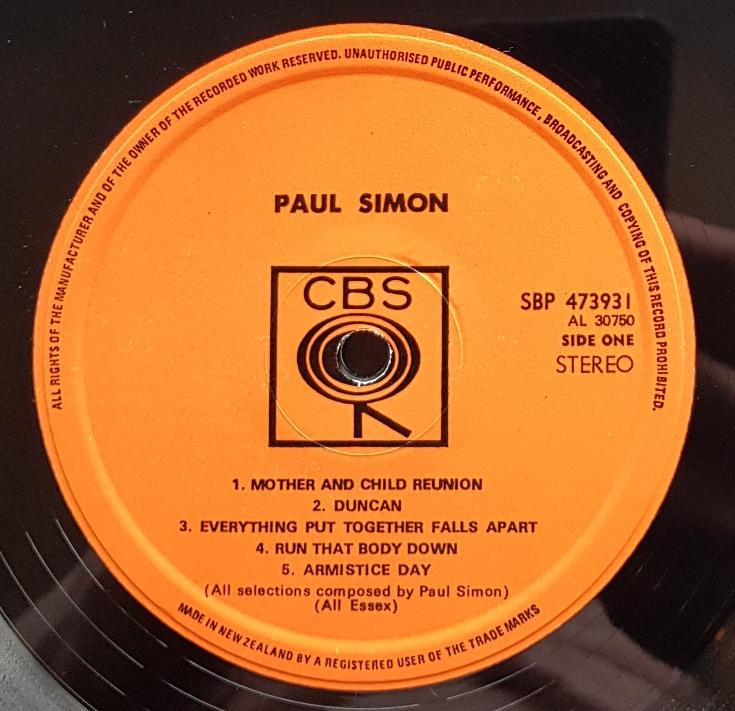 ALL RIGHTS OF THE MANUFACTURER AND OF THE OWNER OF THE RECORDED WORK RESERVED. UNAUTHORISED PUBLIC PERFORMANCE, BROADCASTING AND COPYING OF THIS RECORD PROHIBITED.
PAUL SIMON
CBS
SBP 473931
AL 30750
SIDE ONE
STEREO
1. MOTHER AND CHILD REUNION
2. DUNCAN
3. EVERYTHING PUT TOGETHER FALLS APART
4. RUN THAT BODY DOWN
5. ARMISTICE DAY
(All selections composed by Paul Simon)
(All Essex)
MADE IN NEW ZEALAND BY A REGISTERED USER OF THE TRADE MARKS